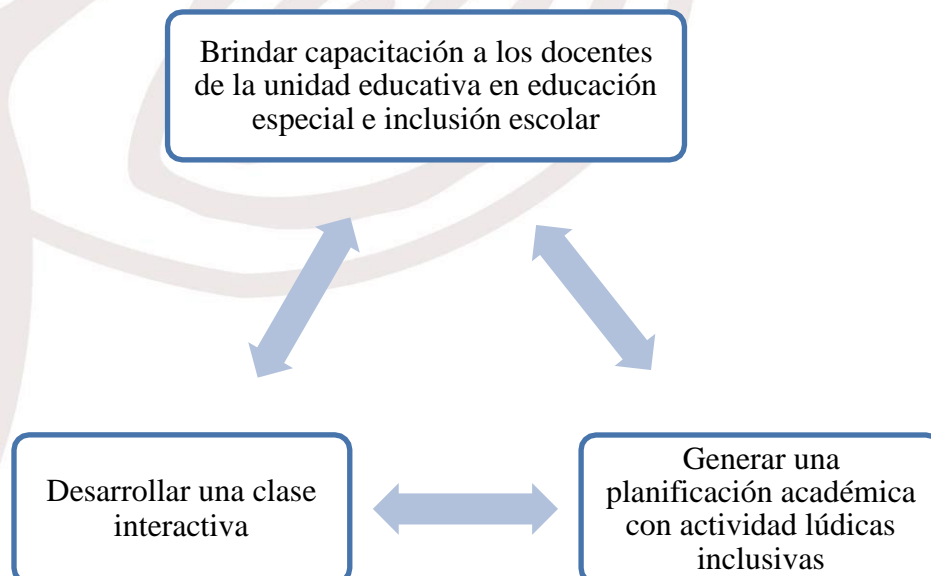 Brindar capacitación a los docentes
de la unidad educativa en educación
especial e inclusión escolar
Desarrollar una clase
interactiva
Generar una
planificación académica
con actividad lúdicas
inclusivas